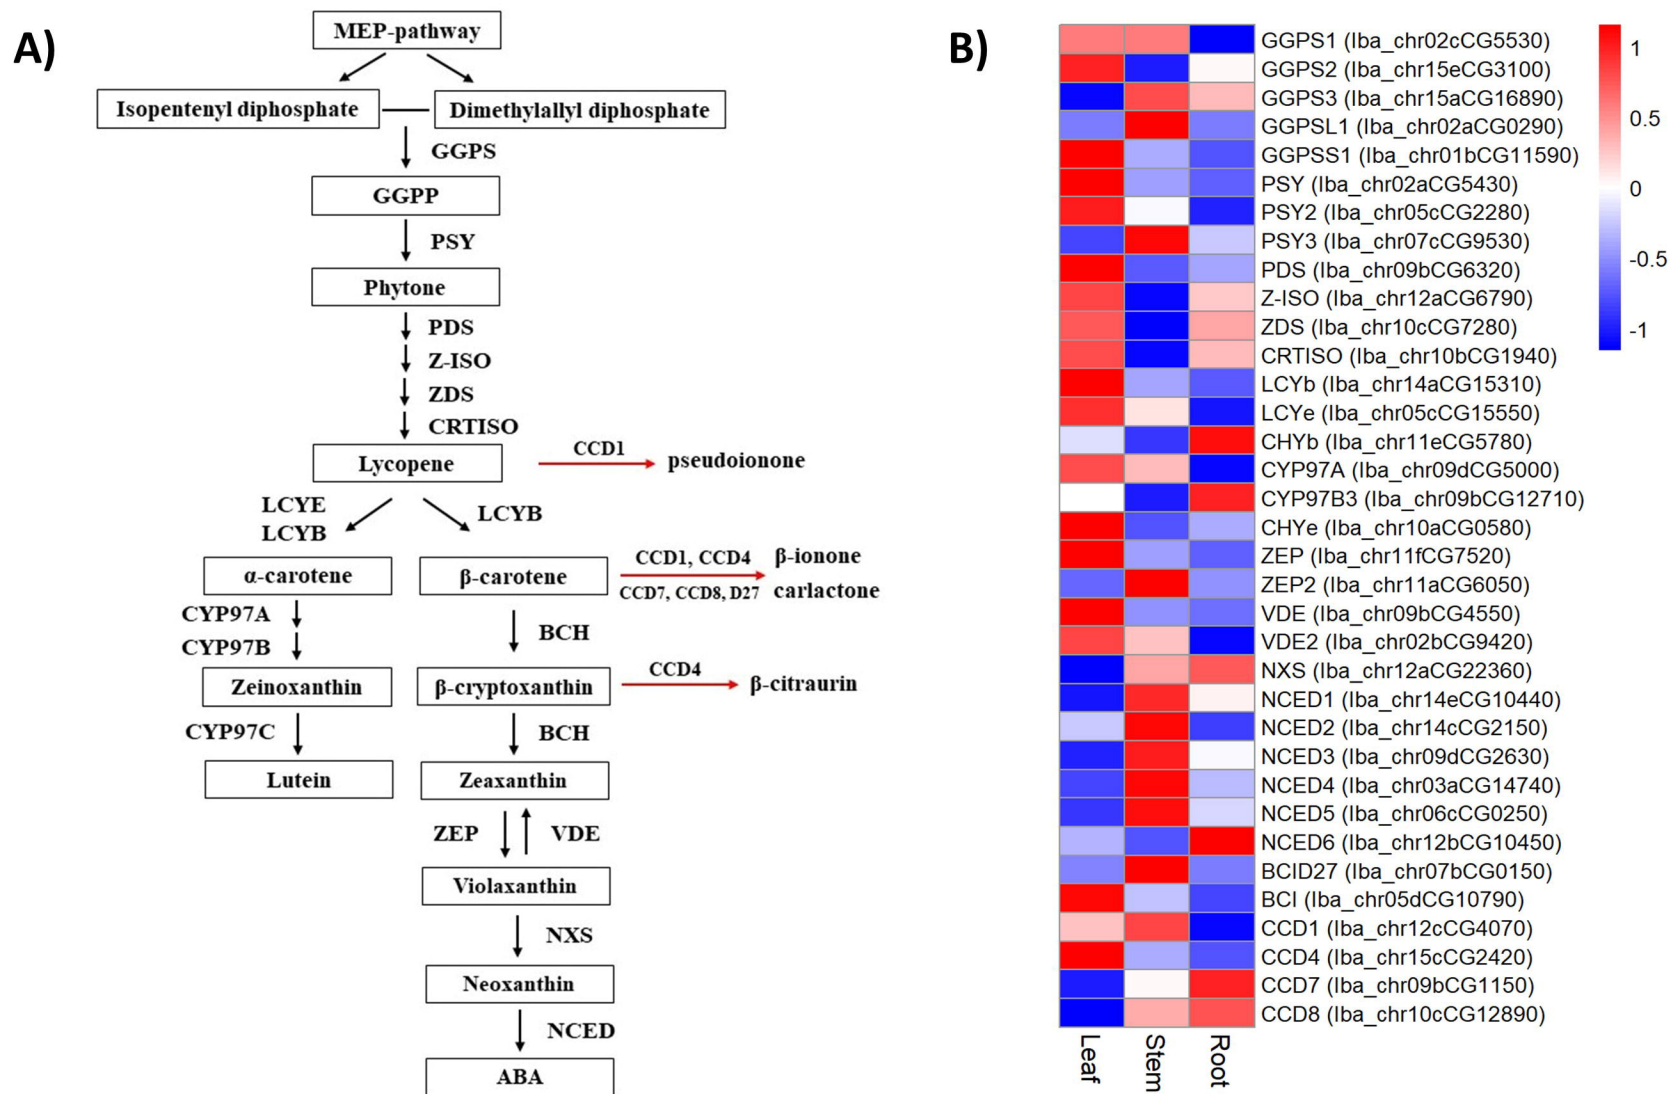 A)
MEP-pathway
Isopentenyl diphosphate
Dimethylallyl diphosphate
GGPS
GGPP
PSY
Phytone
PDS
Z-ISO
ZDS
CRTISO
Lycopene
CCD1
pseudoionone
LCYE
LCYB
LCYB
α-carotene
β-carotene
CCD1, CCD4
β-ionone
CCD7, CCD8, D27
carlactone
CYP97A
CYP97B
BCH
Zeinoxanthin
β-cryptoxanthin
CCD4
β-citraurin
CYP97C
BCH
Lutein
Zeaxanthin
ZEP
VDE
Violaxanthin
NXS
Neoxanthin
NCED
ABA
B)
GGPS1 (Iba_chr02cCG5530)
GGPS2 (Iba_chr15eCG3100)
GGPS3 (Iba_chr15aCG16890)
GGPSL1 (Iba_chr02aCG0290)
GGPSS1 (Iba_chr01bCG11590)
PSY (Iba_chr02aCG5430)
PSY2 (Iba_chr05cCG2280)
PSY3 (Iba_chr07cCG9530)
PDS (Iba_chr09bCG6320)
Z-ISO (Iba_chr12aCG6790)
ZDS (Iba_chr10cCG7280)
CRTISO (Iba_chr10bCG1940)
LCYb (Iba_chr14aCG15310)
LCYe (Iba_chr05cCG15550)
CHYb (Iba_chr11eCG5780)
CYP97A (Iba_chr09dCG5000)
CYP97B3 (Iba_chr09bCG12710)
CHYe (Iba_chr10aCG0580)
ZEP (Iba_chr11fCG7520)
ZEP2 (Iba_chr11aCG6050)
VDE (Iba_chr09bCG4550)
VDE2 (Iba_chr02bCG9420)
NXS (Iba_chr12aCG22360)
NCED1 (Iba_chr14eCG10440)
NCED2 (Iba_chr14cCG2150)
NCED3 (Iba_chr09dCG2630)
NCED4 (Iba_chr03aCG14740)
NCED5 (Iba_chr06cCG0250)
NCED6 (Iba_chr12bCG10450)
BCID27 (Iba_chr07bCG0150)
BCI (Iba_chr05dCG10790)
CCD1 (Iba_chr12cCG4070)
CCD4 (Iba_chr15cCG2420)
CCD7 (Iba_chr09bCG1150)
CCD8 (Iba_chr10cCG12890)
Leaf
Stem
Root
1
0.5
0
-0.5
-1